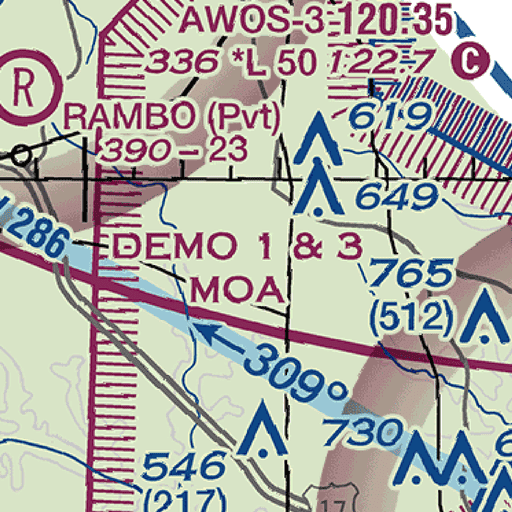 AWOS-3 120.35
336 *L 50 122.7 C
R
RAMBO (Pvt)
390 - 23
619
649
286
DEMO 1 & 3
MOA
765
(512)
309°
730
546
(217)
17